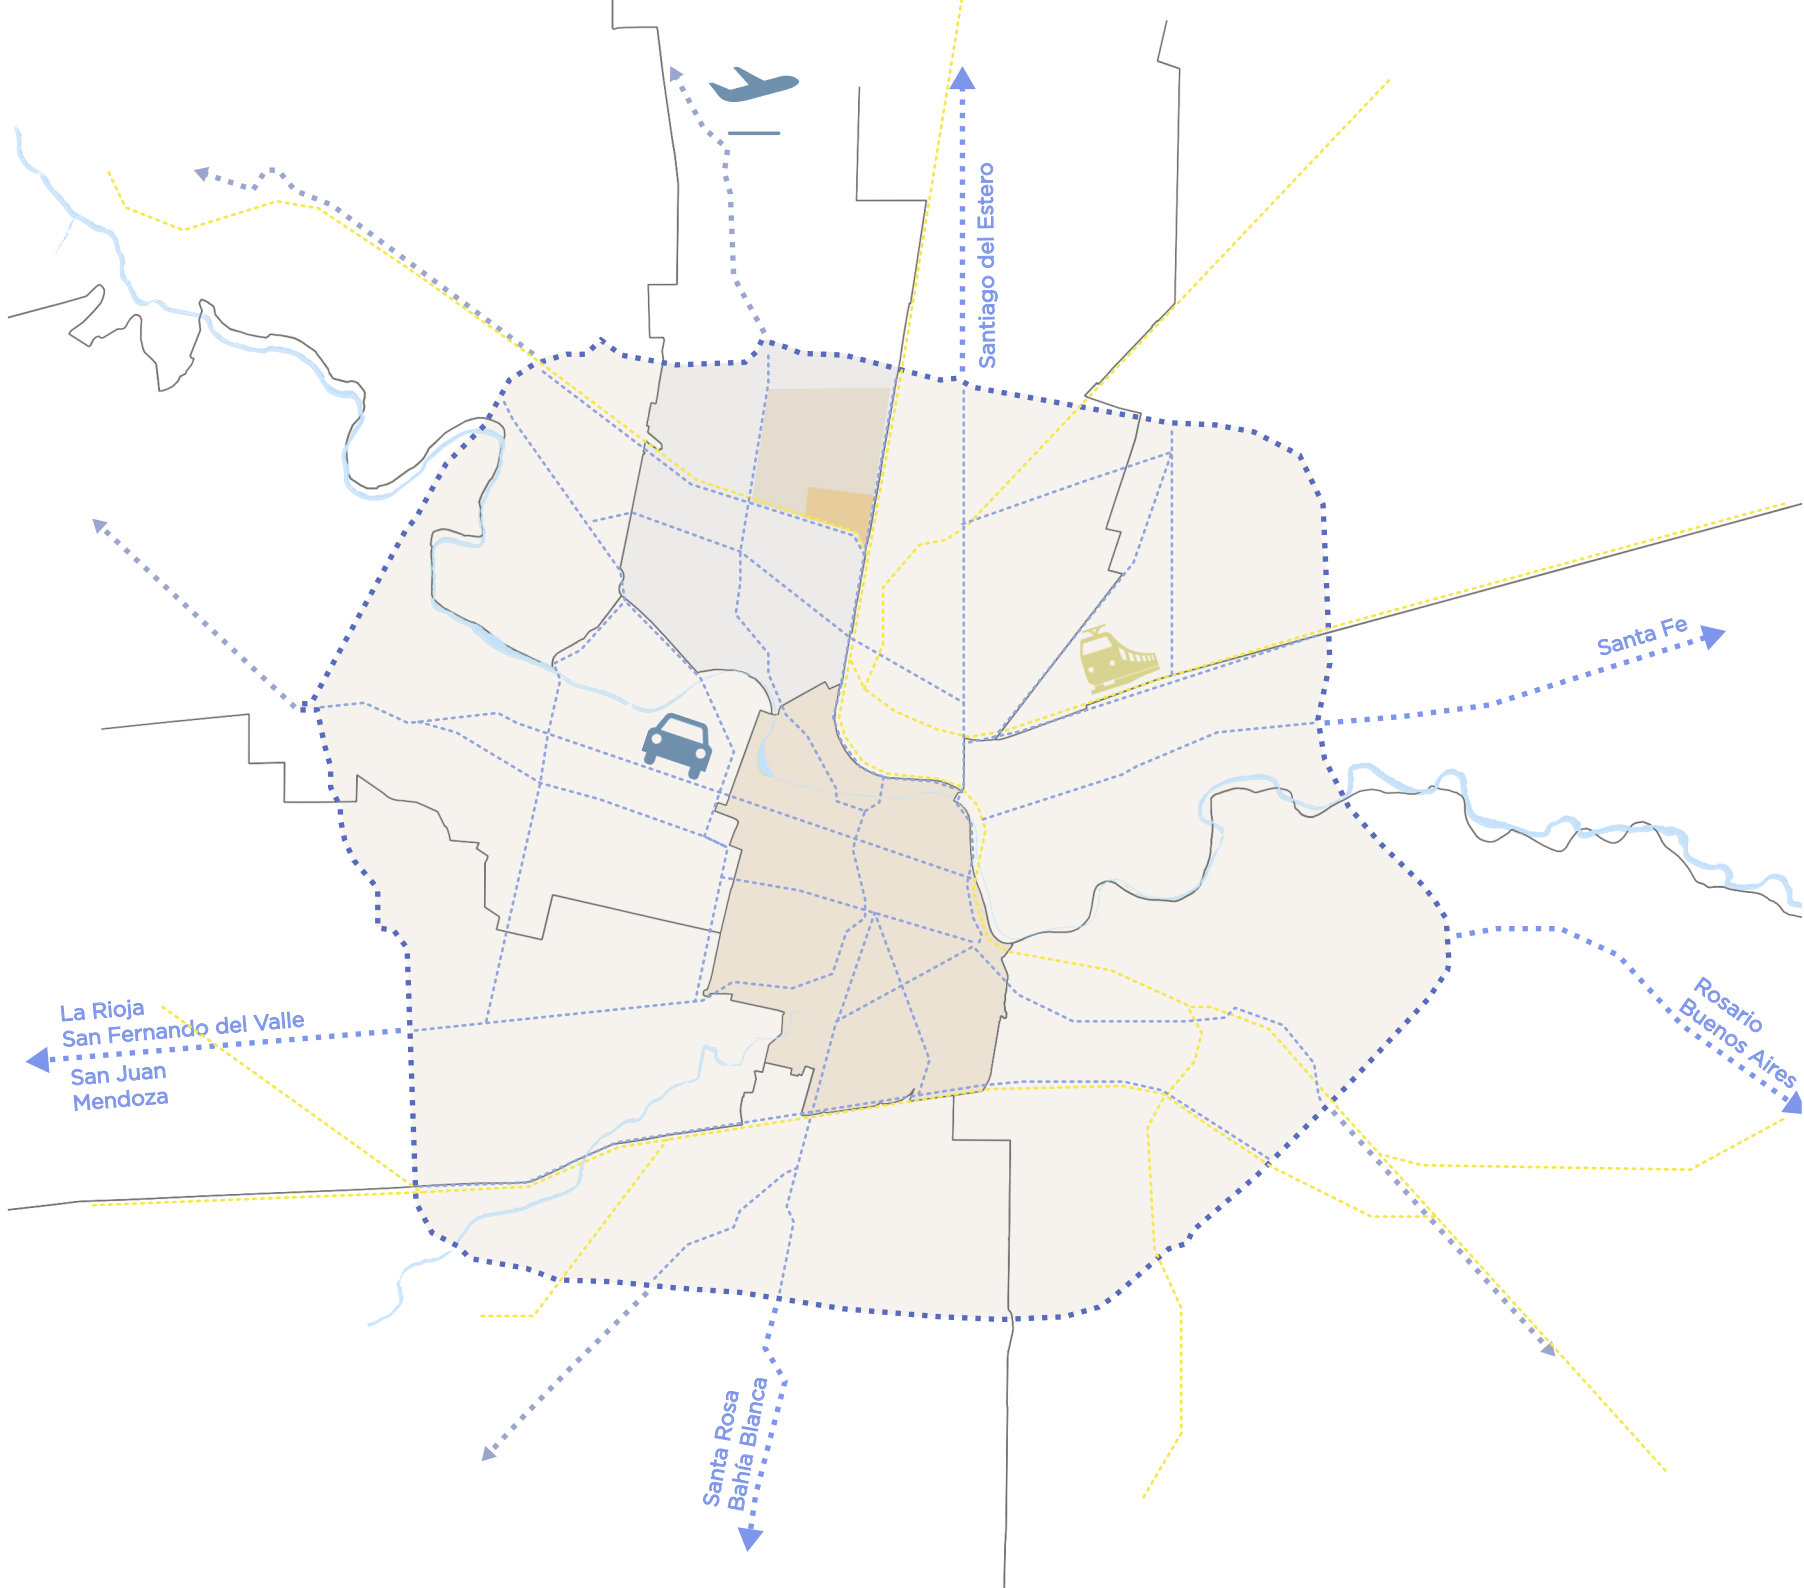 Santiago del Estero
Santa Fe
La Rioja
San Fernando del Valle
San Juan
Mendoza
Rosario
Buenos Aires
Santa Rosa
Bahía Blanca